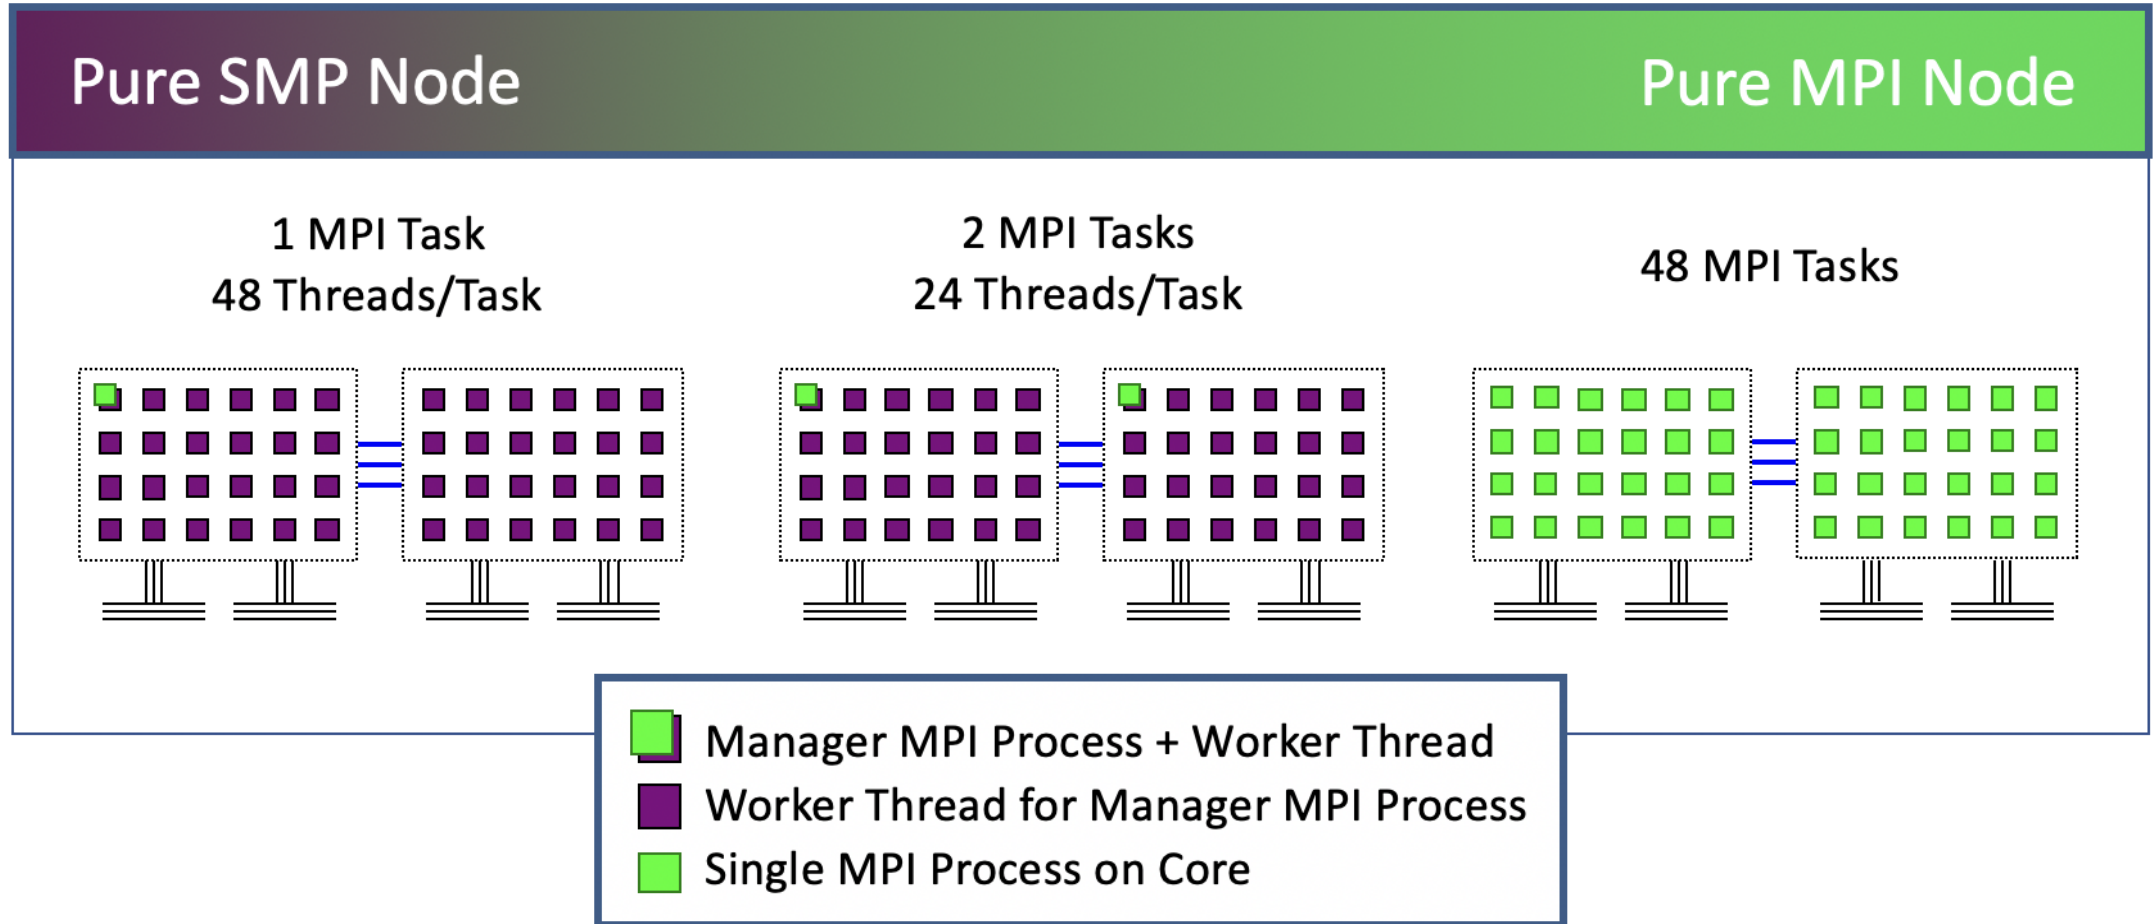 Pure SMP Node
Pure MPI Node
1 MPI Task
48 Threads/Task
2 MPI Tasks
24 Threads/Task
48 MPI Tasks
Manager MPI Process + Worker Thread
Worker Thread for Manager MPI Process
Single MPI Process on Core